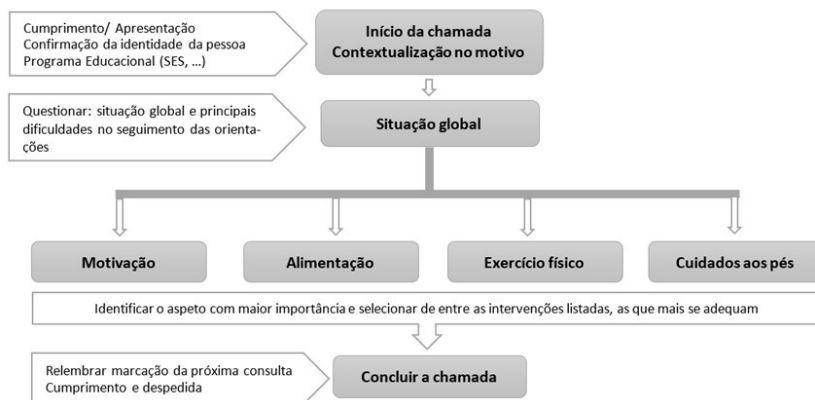 Cumprimento/ Apresentação
Confirmação da identidade da pessoa
Programa Educacional (SES, ...)
Início da chamada
Contextualização no motivo
Questionar: situação global e principais
dificuldades no seguimento das orienta-
ções
Situação global
Motivação
Alimentação
Exercício físico
Cuidados aos pés
Identificar o aspeto com maior importância e selecionar de entre as intervenções listadas, as que mais se adequam
Relembrar marcação da próxima consulta
Cumprimento e despedida
Concluir a chamada